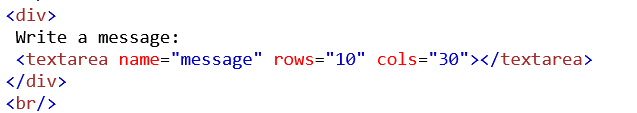 <div>
Write a message:
<textarea name="message" rows="10" cols="30"></textarea>
</div>
<br/>